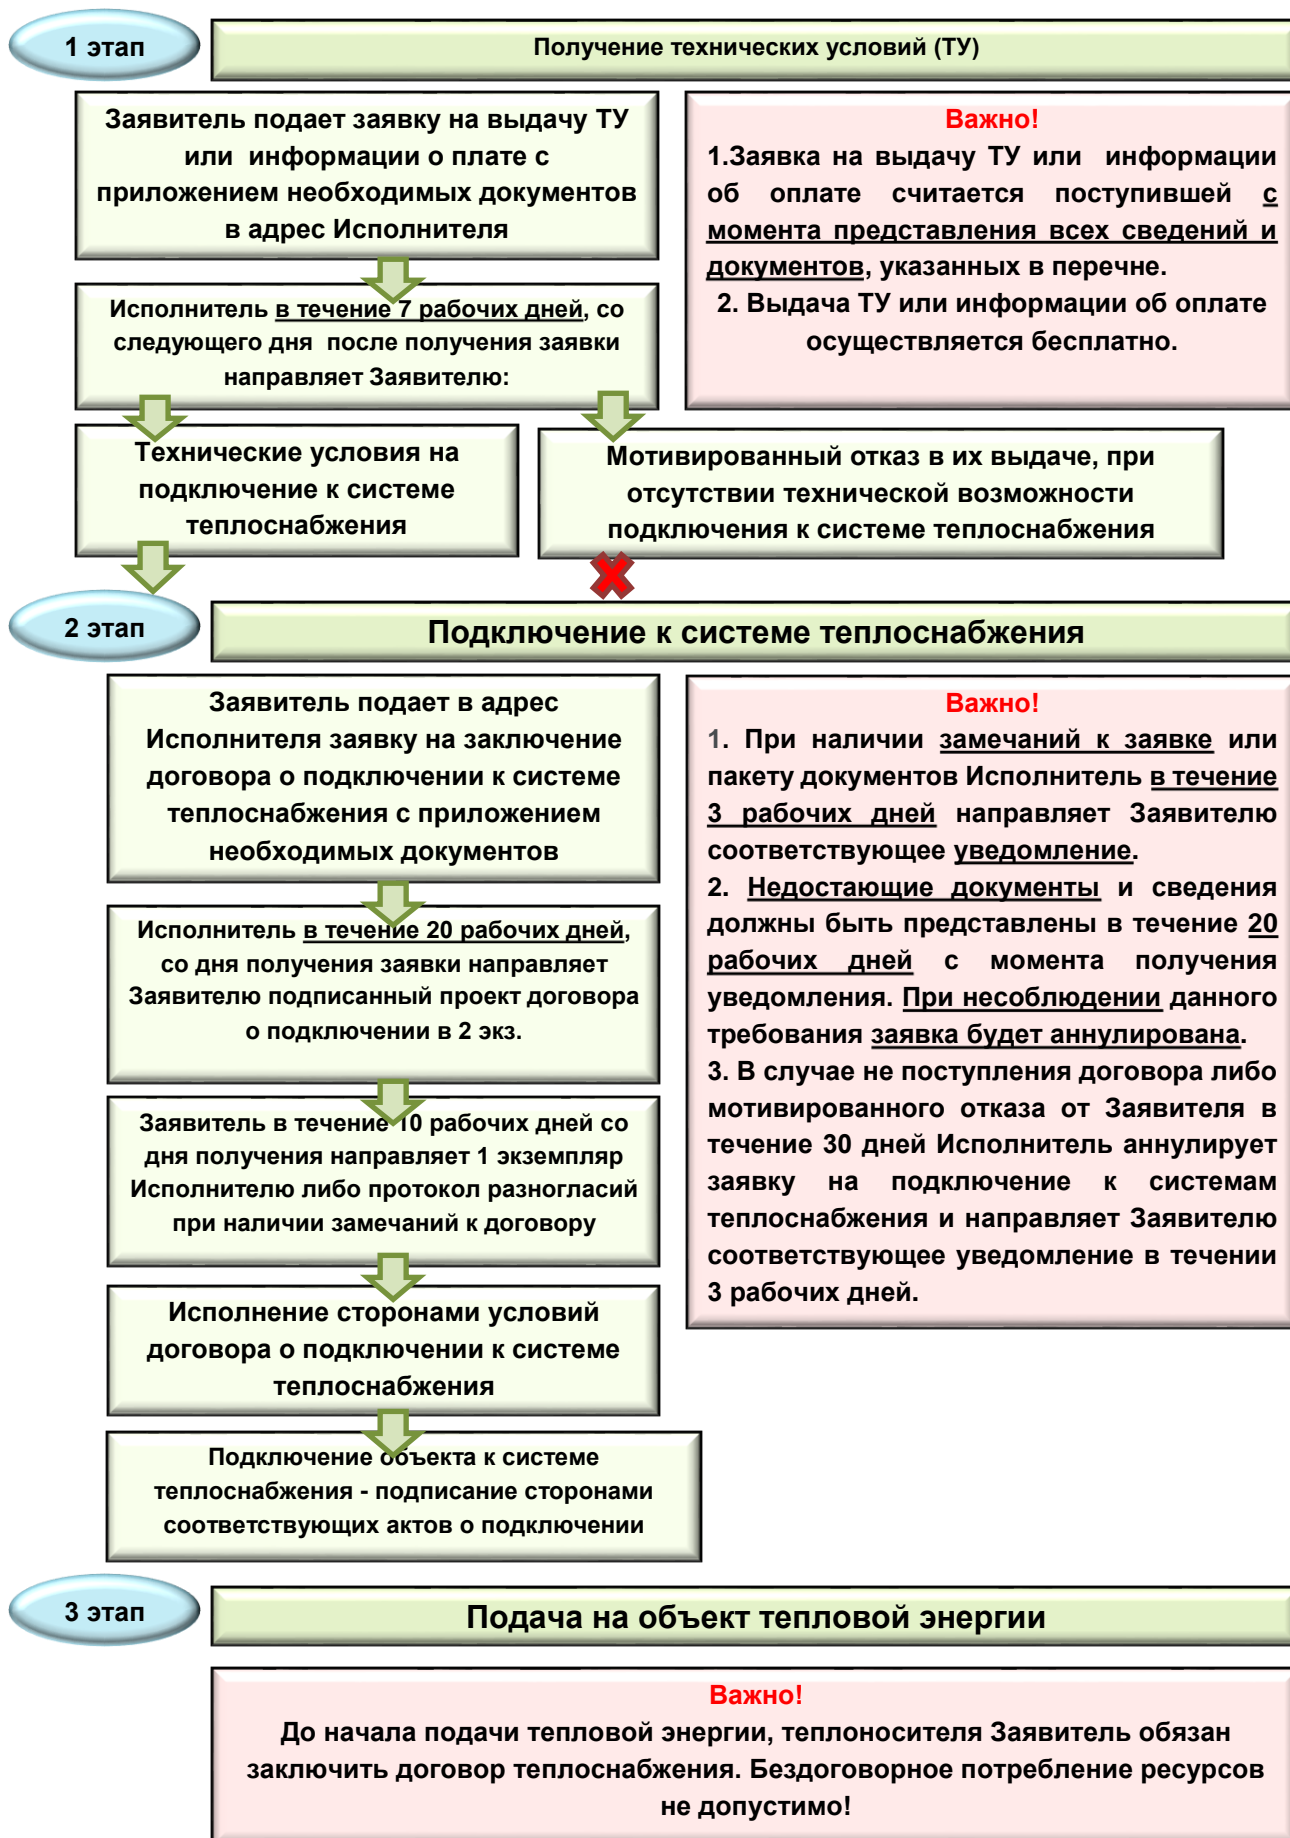 1 этап
Получение технических условий (ТУ)
Заявитель подает заявку на выдачу ТУ
или информации о плате с
приложением необходимых документов
в адрес Исполнителя
Важно!
1.Заявка на выдачу ТУ или информации
об оплате считается поступившей с
момента представления всех сведений и
документов, указанных в перечне.
2. Выдача ТУ или информации об оплате
осуществляется бесплатно.
Исполнитель в течение 7 рабочих дней, со
следующего дня после получения заявки
направляет Заявителю:
Технические условия на
подключение к системе
теплоснабжения
Мотивированный отказ в их выдаче, при
отсутствии технической возможности
подключения к системе теплоснабжения
2 этап
Подключение к системе теплоснабжения
Заявитель подает в адрес
Исполнителя заявку на заключение
договора о подключении к системе
теплоснабжения с приложением
необходимых документов
Исполнитель в течение 20 рабочих дней,
со дня получения заявки направляет
Заявителю подписанный проект договора
о подключении в 2 экз.
Заявитель в течение 10 рабочих дней со
дня получения направляет 1 экземпляр
Исполнителю либо протокол разногласий
при наличии замечаний к договору
Исполнение сторонами условий
договора о подключении к системе
теплоснабжения
Подключение объекта к системе
теплоснабжения - подписание сторонами
соответствующих актов о подключении
Важно!
1. При наличии замечаний к заявке или
пакету документов Исполнитель в течение
3 рабочих дней направляет Заявителю
соответствующее уведомление.
2. Недостающие документы и сведения
должны быть представлены в течение 20
рабочих дней с момента получения
уведомления. При несоблюдении данного
требования заявка будет аннулирована.
3. В случае не поступления договора либо
мотивированного отказа от Заявителя в
течение 30 дней Исполнитель аннулирует
заявку на подключение к системам
теплоснабжения и направляет Заявителю
соответствующее уведомление в течении
3 рабочих дней.
3 этап
Подача на объект тепловой энергии
Важно!
До начала подачи тепловой энергии, теплоносителя Заявитель обязан
заключить договор теплоснабжения. Бездоговорное потребление ресурсов
не допустимо!